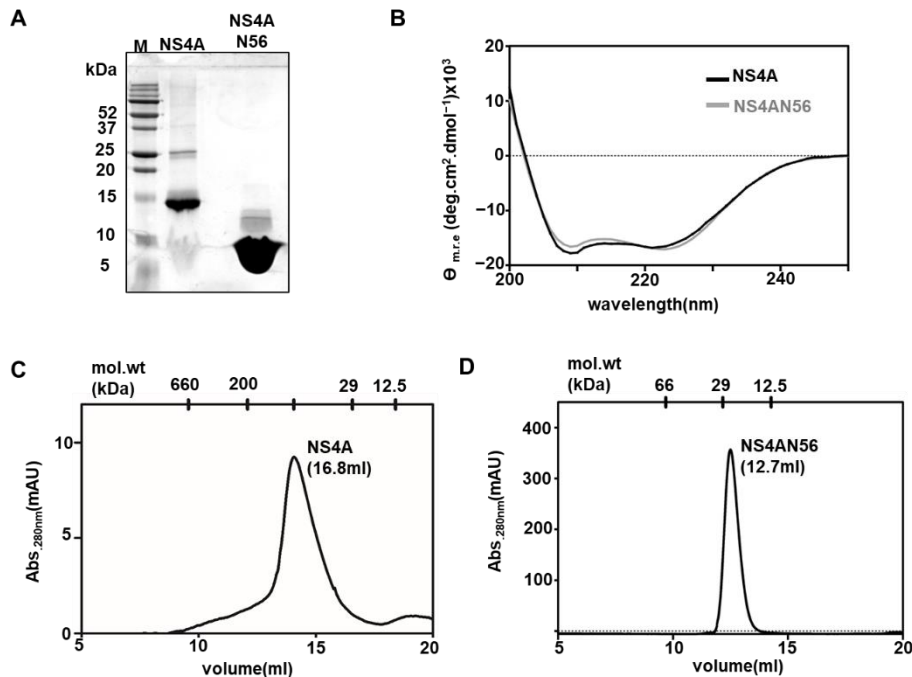 A
M NS4A NS4A N56
kDa
52
37
25
20
15
10
5
B
20
10
0
−10
−20
Θ m.r.e (deg.cm².dmol⁻¹)x10³
NS4A
NS4AN56
200 220 240
wavelength(nm)
C
mol.wt
(kDa)
660 200 29 12.5
10
5
0
Abs.280nm(mAU)
NS4A
(16.8ml)
5 10 15 20
volume(ml)
D
mol.wt
(kDa)
66 29 12.5
400
300
200
100
Abs.280nm(mAU)
NS4AN56
(12.7ml)
5 10 15 20
volume(ml)